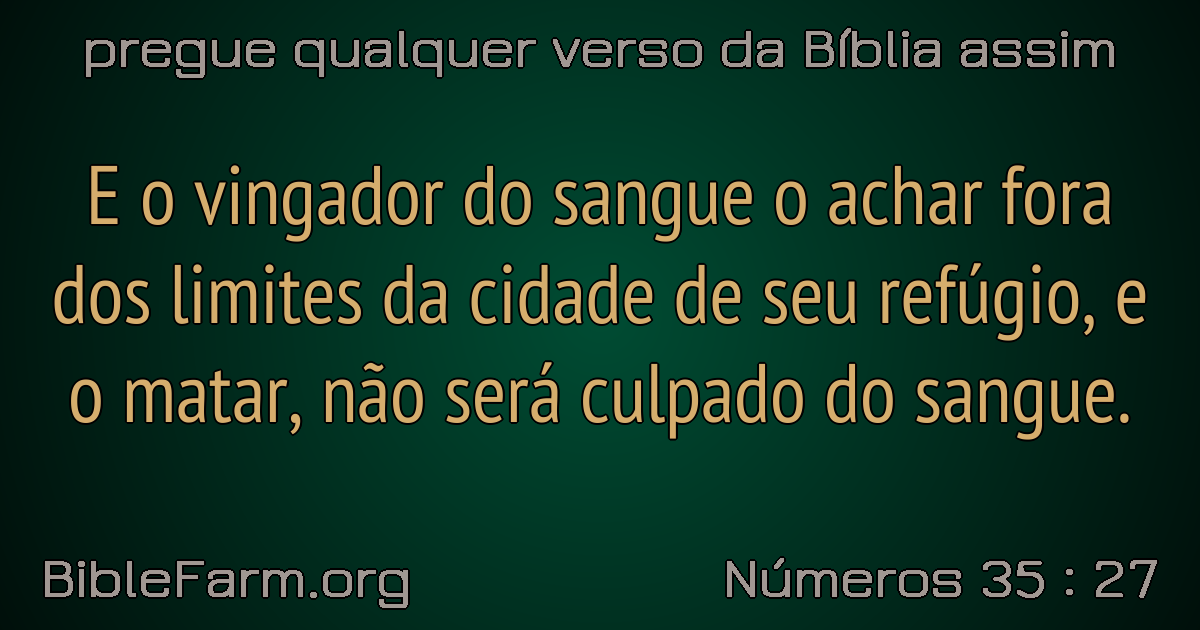 pregue qualquer verso da Bíblia assim
E o vingador do sangue o achar fora
dos limites da cidade de seu refúgio, e
o matar, não será culpado do sangue.
BibleFarm.org
Números 35 : 27